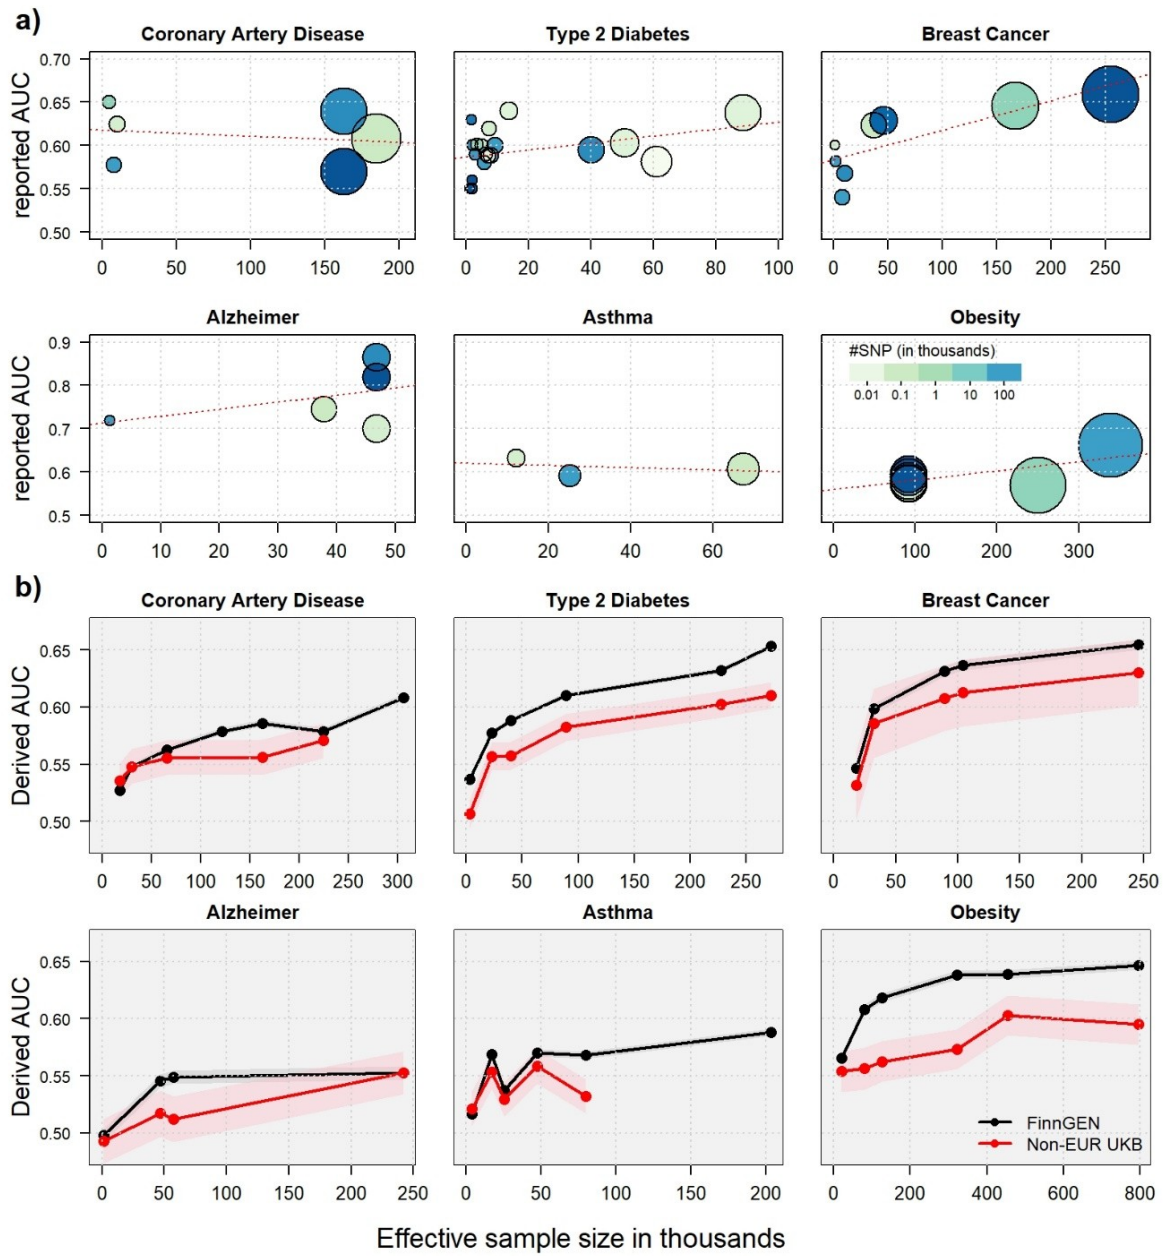 a)
Coronary Artery Disease Type 2 Diabetes Breast Cancer
reported AUC
0.70
0.65
0.60
0.55
0.50
0 50 100 150 200 0 20 40 60 80 100 0 50 100 150 200 250
Alzheimer Asthma Obesity
reported AUC
0.9
0.8
0.7
0.6
0.5
#SNP (in thousands)
0.01 0.1 1 10 100
0 10 20 30 40 50 0 20 40 60 0 100 200 300
b)
Coronary Artery Disease Type 2 Diabetes Breast Cancer
Derived AUC
0.65
0.60
0.55
0.50
0 50 100 150 200 250 300 0 50 100 150 200 250 0 50 100 150 200 250
Alzheimer Asthma Obesity
Derived AUC
0.65
0.60
0.55
0.50
FinnGEN
Non-EUR UKB
0 50 100 150 200 250 0 50 100 150 200 0 200 400 600 800
Effective sample size in thousands